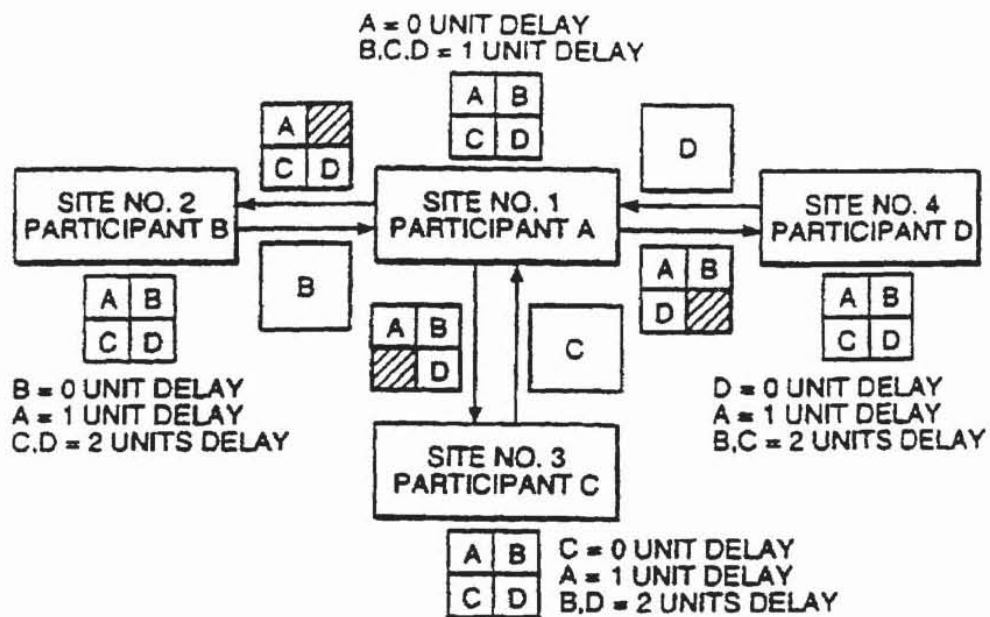 A = 0 UNIT DELAY
B,C,D = 1 UNIT DELAY
A B
C D
A
C D
D
SITE NO. 2
PARTICIPANT B
SITE NO. 1
PARTICIPANT A
SITE NO. 4
PARTICIPANT D
B
A B
D
A B
D
C
A B
C D
A B
C D
B = 0 UNIT DELAY
A = 1 UNIT DELAY
C,D = 2 UNITS DELAY
D = 0 UNIT DELAY
A = 1 UNIT DELAY
B,C = 2 UNITS DELAY
SITE NO. 3
PARTICIPANT C
A B
C D
C = 0 UNIT DELAY
A = 1 UNIT DELAY
B,D = 2 UNITS DELAY